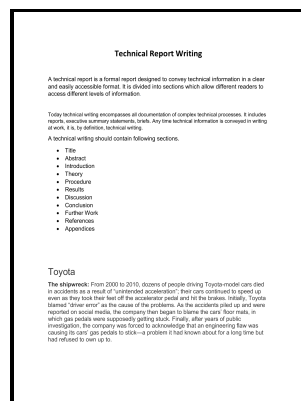 Technical Report Writing
A technical report is a formal report designed to convey technical information in a clear
and easily accessible format. It is divided into sections which allow different readers to
access different levels of information.
Today technical writing encompasses all documentation of complex technical processes. It includes
reports, executive summary statements, briefs. Any time technical information is conveyed in writing
at work, it is, by definition, technical writing.
A technical writing should contain following sections.
• Title
• Abstract
• Introduction
• Theory
• Procedure
• Results
• Discussion
• Conclusion
• Further Work
• References
• Appendices
Toyota
The shipwreck: From 2000 to 2010, dozens of people driving Toyota-model cars died
in accidents as a result of “unintended acceleration”; their cars continued to speed up
even as they took their feet off the accelerator pedal and hit the brakes. Initially, Toyota
blamed “driver error” as the cause of the problems. As the accidents piled up and were
reported on social media, the company then began to blame the cars’ floor mats, in
which gas pedals were supposedly getting stuck. Finally, after years of public
investigation, the company was forced to acknowledge that an engineering flaw was
causing its cars’ gas pedals to stick—a problem it had known about for a long time but
had refused to own up to.